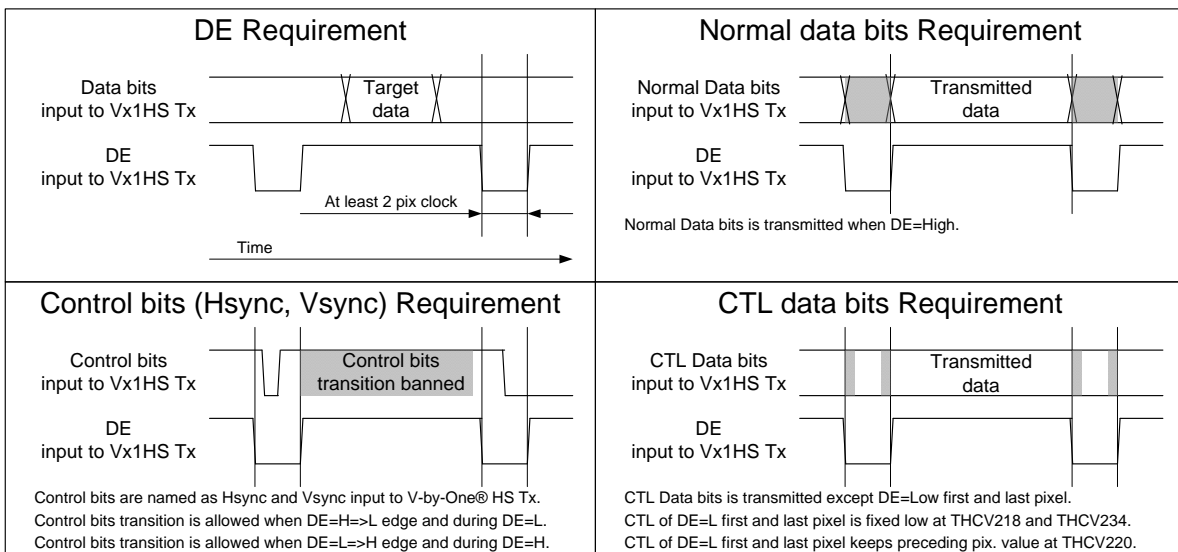 DE Requirement
Data bits
input to Vx1HS Tx
Target
data
DE
input to Vx1HS Tx
At least 2 pix clock
Time
Normal data bits Requirement
Normal Data bits
input to Vx1HS Tx
Transmitted
data
DE
input to Vx1HS Tx
Normal Data bits is transmitted when DE=High.
Control bits (Hsync, Vsync) Requirement
Control bits
input to Vx1HS Tx
Control bits
transition banned
DE
input to Vx1HS Tx
Control bits are named as Hsync and Vsync input to V-by-One® HS Tx.
Control bits transition is allowed when DE=H=>L edge and during DE=L.
Control bits transition is allowed when DE=L=>H edge and during DE=H.
CTL data bits Requirement
CTL Data bits
input to Vx1HS Tx
Transmitted
data
DE
input to Vx1HS Tx
CTL Data bits is transmitted except DE=Low first and last pixel.
CTL of DE=L first and last pixel is fixed low at THCV218 and THCV234.
CTL of DE=L first and last pixel keeps preceding pix. value at THCV220.